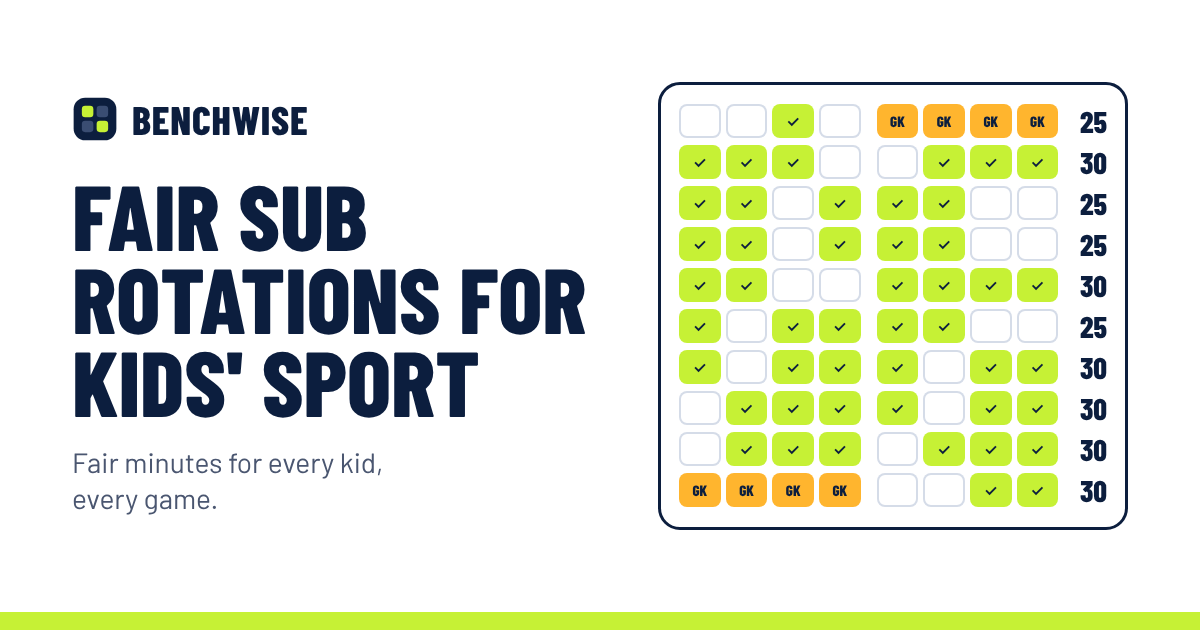 BENCHWISE
FAIR SUB
ROTATIONS FOR
KIDS' SPORT
Fair minutes for every kid,
every game.
✓ GK GK GK GK 25
✓ ✓ ✓ ✓ ✓ ✓ 30
✓ ✓ ✓ ✓ ✓ 25
✓ ✓ ✓ ✓ ✓ 25
✓ ✓ ✓ ✓ ✓ ✓ 30
✓ ✓ ✓ ✓ ✓ 25
✓ ✓ ✓ ✓ ✓ ✓ 30
✓ ✓ ✓ ✓ ✓ ✓ 30
✓ ✓ ✓ ✓ ✓ ✓ 30
GK GK GK GK ✓ ✓ 30